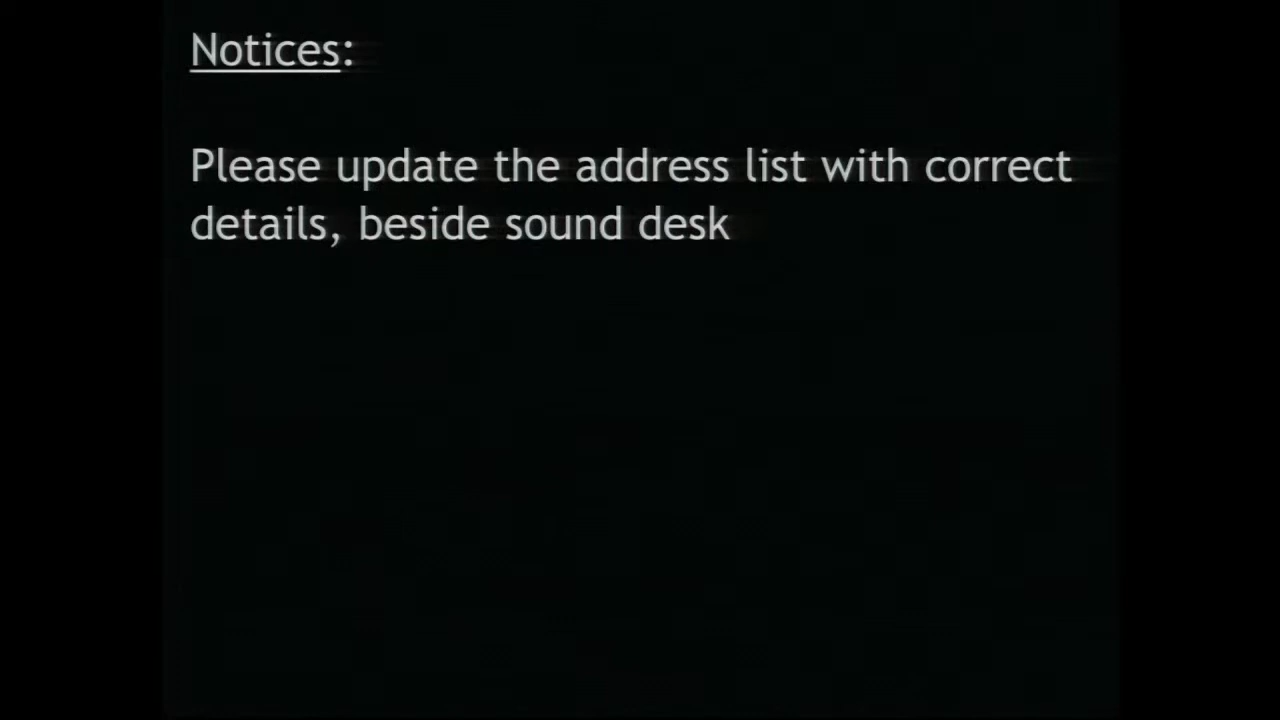 Notices:
Please update the address list with correct
details, beside sound desk